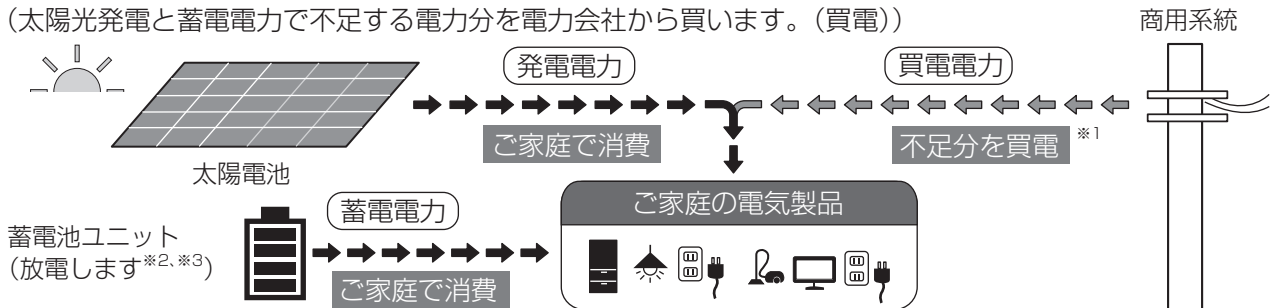 (太陽光発電と蓄電電力で不足する電力分を電力会社から買います。(買電))
商用系統
発電電力
買電電力
ご家庭で消費
不足分を買電 ※1
太陽電池
蓄電電力
ご家庭の電気製品
蓄電池ユニット
(放電します※2、※3)
ご家庭で消費